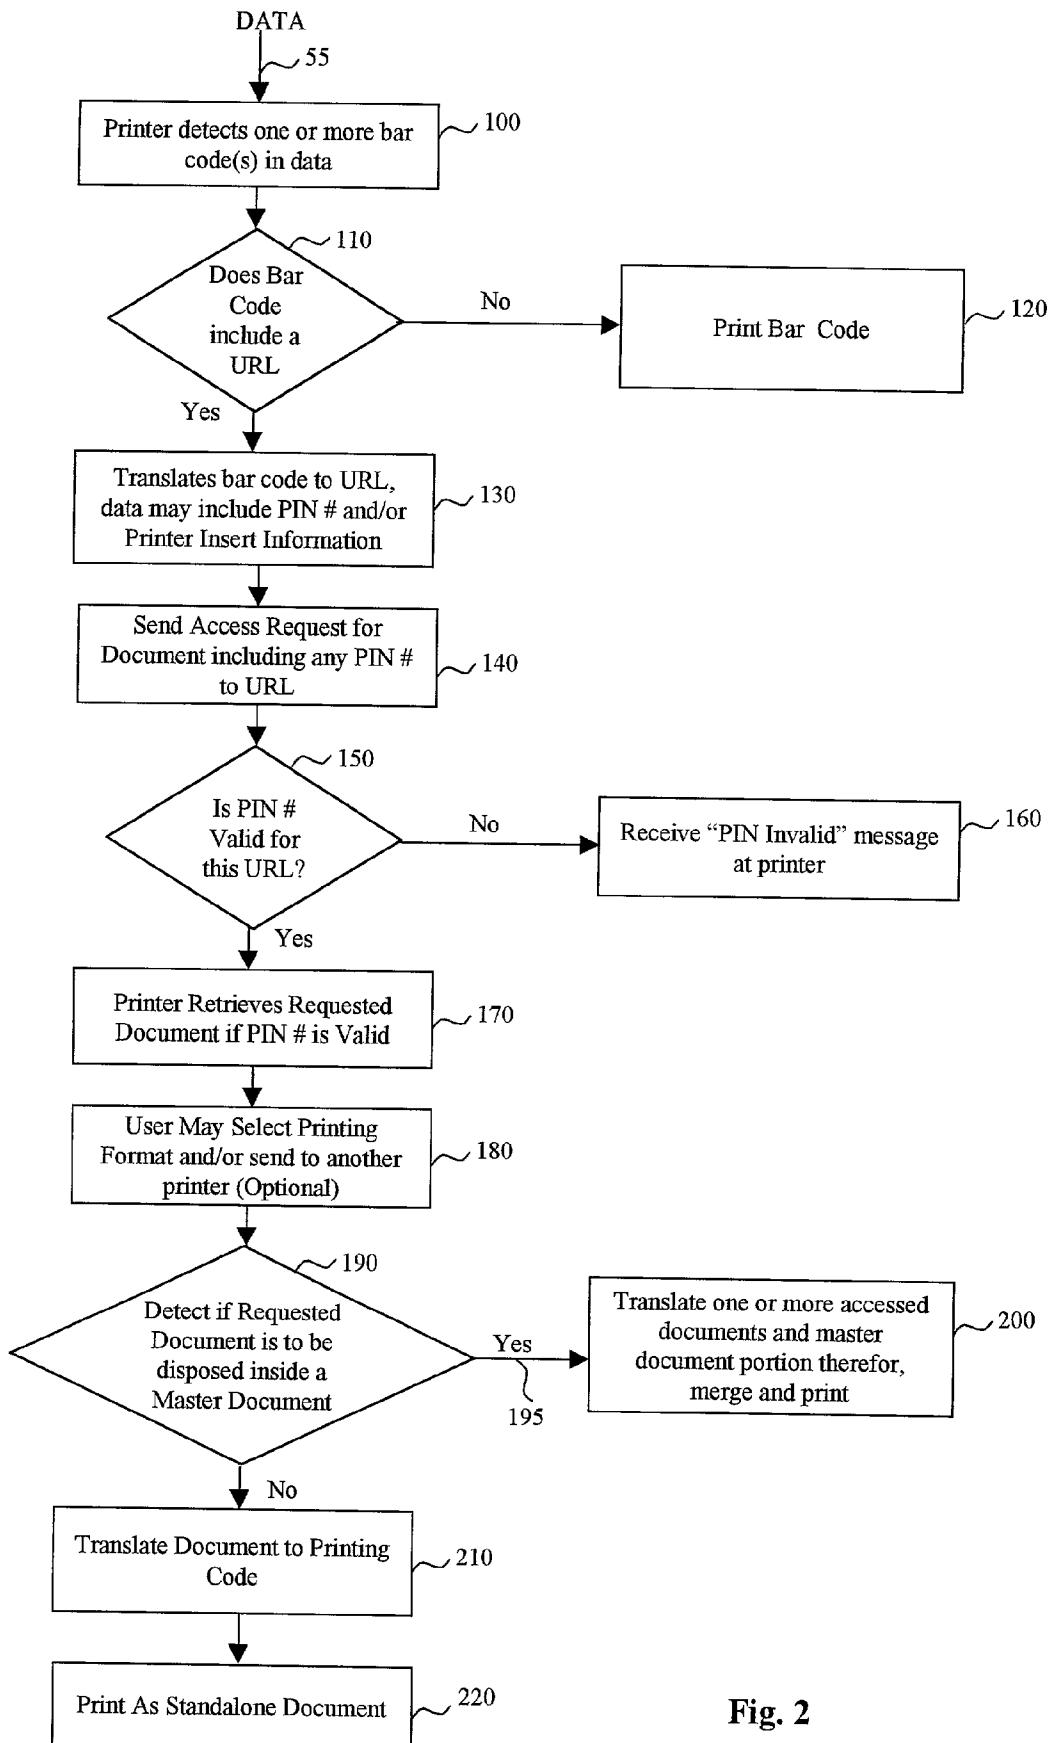 DATA
55
Printer detects one or more bar
code(s) in data
100
110
Does Bar
Code
include a
URL
No
Print Bar Code
120
Yes
Translates bar code to URL,
data may include PIN # and/or
Printer Insert Information
130
Send Access Request for
Document including any PIN #
to URL
140
150
Is PIN #
Valid for
this URL?
No
Receive “PIN Invalid” message
at printer
160
Yes
Printer Retrieves Requested
Document if PIN # is Valid
170
User May Select Printing
Format and/or send to another
printer (Optional)
180
190
Detect if Requested
Document is to be
disposed inside a
Master Document
Yes
195
Translate one or more accessed
documents and master
document portion therefor,
merge and print
200
No
Translate Document to Printing
Code
210
Print As Standalone Document
220
Fig. 2